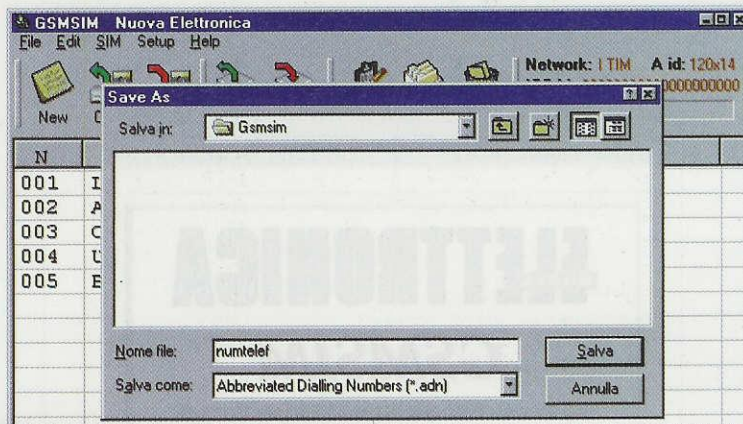 GSMSIM Nuova Elettronica
File Edit SIM Setup Help
Network: I TIM A id: 120x14
New
Save As
Salva in: Gsmsim
N
001 I
002 A
003 C
004 U
005 E
Nome file: numtelef Salva
Salva come: Abbreviated Dialling Numbers (*.adn) Annulla